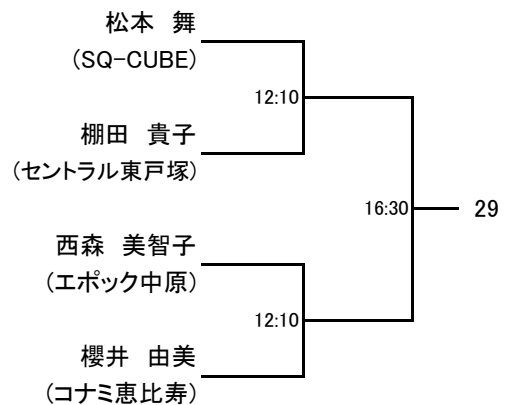 松本　舞
(SQ-CUBE)
12:10
棚田　貴子
(セントラル東戸塚)
16:30
29
西森　美智子
(エポック中原)
12:10
櫻井　由美
(コナミ恵比寿)